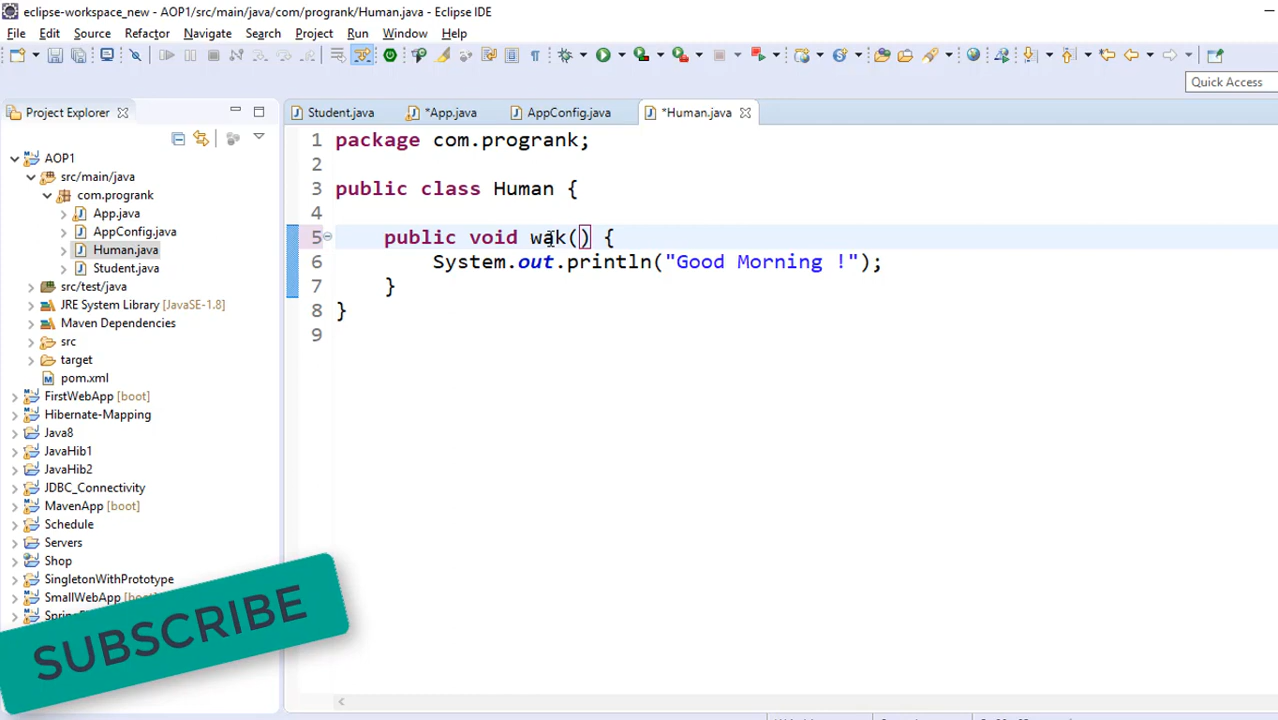 eclipse-workspace_new - AOP1/src/main/java/com/progrank/Human.java - Eclipse IDE
File Edit Source Refactor Navigate Search Project Run Window Help
Quick Access
Project Explorer
Student.java *App.java AppConfig.java *Human.java
AOP1
src/main/java
com.progrank
App.java
AppConfig.java
Human.java
Student.java
src/test/java
JRE System Library [JavaSE-1.8]
Maven Dependencies
src
target
pom.xml
FirstWebApp [boot]
Hibernate-Mapping
Java8
JavaHib1
JavaHib2
JDBC_Connectivity
MavenApp [boot]
Schedule
Servers
Shop
SingletonWithPrototype
SmallWebApp [boot]
1 package com.progrank;
2
3 public class Human {
4
5 public void wak() {
6 System.out.println("Good Morning !");
7 }
8 }
9
SUBSCRIBE